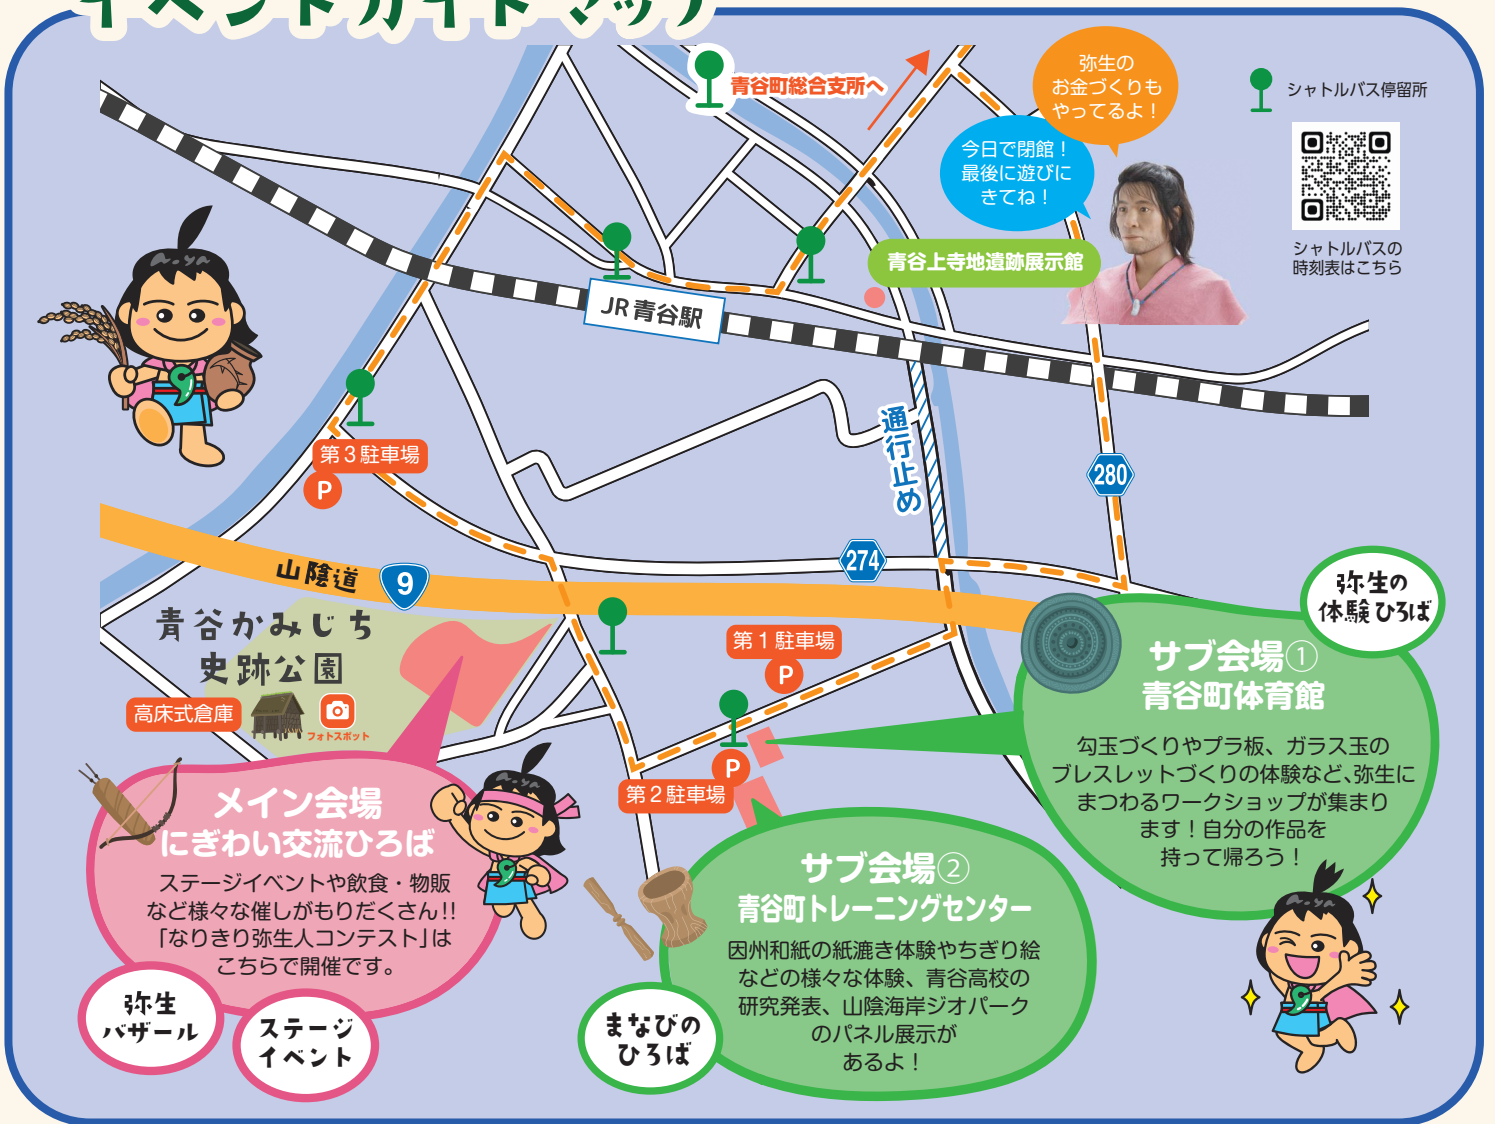 イベントガイドマップ
青谷町総合支所へ
弥生の
お金づくりも
やってるよ！
今日で閉館！
最後に遊びに
きてね！
シャトルバス停留所
シャトルバスの
時刻表はこちら
青谷上寺地遺跡展示館
JR青谷駅
a-ya
通行止め
第3駐車場
P
280
274
山陰道
9
青谷かみじち
史跡公園
高床式倉庫
フォトスポット
第1駐車場
P
P
第2駐車場
弥生の
体験ひろば
サブ会場①
青谷町体育館
勾玉づくりやプラ板、ガラス玉の
ブレスレットづくりの体験など、弥生に
まつわるワークショップが集まり
ます！自分の作品を
持って帰ろう！
メイン会場
にぎわい交流ひろば
ステージイベントや飲食・物販
など様々な催しがもりだくさん!!
「なりきり弥生人コンテスト」は
こちらで開催です。
弥生
バザール
ステージ
イベント
a-ya
サブ会場②
青谷町トレーニングセンター
因州和紙の紙漉き体験やちぎり絵
などの様々な体験、青谷高校の
研究発表、山陰海岸ジオパーク
のパネル展示が
あるよ！
まなびの
ひろば
a-ya